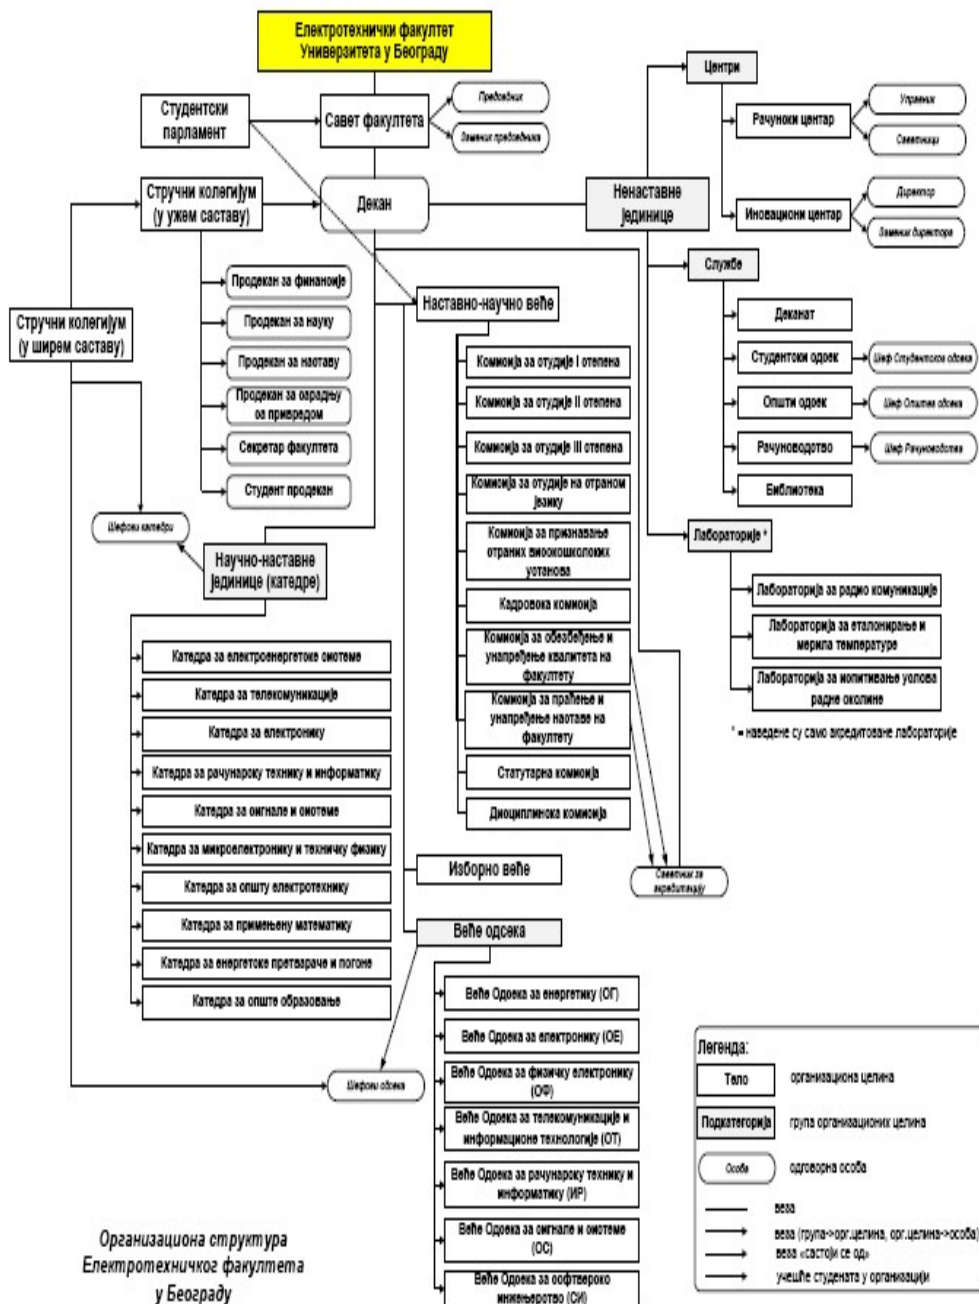 Електротехнички факултет
Универзитета у Београду
Студентски
парламент
Савет факултета
Председник
Заменик председника
Стручни колегијум
(у ужем саставу)
Декан
Ненаставне
јединице
Центри
Рачунски центар
Управник
Саветници
Иновациони центар
Директор
Заменик директора
Службе
Деканат
Студентски одсек
Шеф Студентског одсека
Општи одсек
Шеф Општег одсека
Рачуноводство
Шеф Рачуноводства
Библиотека
Лабораторије *
Лабораторија за радио комуникације
Лабораторија за еталонирање и
мерила температуре
Лабораторија за испитивање услова
радне околине
* = наведене су само акредитоване лабораторије
Стручни колегијум
(у ширем саставу)
Продекан за финансије
Продекан за науку
Продекан за наставу
Продекан за сарадњу
са привредом
Секретар факултета
Студент продекан
Шефови катедри
Научно-наставне
јединице (катедре)
Катедра за електроенергетске системе
Катедра за телекомуникације
Катедра за електронику
Катедра за рачунарску технику и информатику
Катедра за сигнале и системе
Катедра за микроелектронику и техничку физику
Катедра за општу електротехнику
Катедра за примењену математику
Катедра за енергетске претвараче и погоне
Катедра за опште образовање
Наставно-научно веће
Комисија за студије I степена
Комисија за студије II степена
Комисија за студије III степена
Комисија за студије на страном
језику
Комисија за признавање
страних високошколских
установа
Кадровска комисија
Комисија за обезбеђење и
унапређење квалитета на
факултету
Комисија за праћење и
унапређење наставе на
факултету
Статутарна комисија
Дисциплинска комисија
Саветник за
акредитацију
Изборно веће
Веће одсека
Веће Одсека за енергетику (ОГ)
Веће Одсека за електронику (ОЕ)
Веће Одсека за физичку електронику
(ОФ)
Веће Одсека за телекомуникације и
информационе технологије (ОТ)
Веће Одсека за рачунарску технику и
информатику (ИР)
Веће Одсека за сигнале и системе
(ОС)
Веће Одсека за софтверско
инжењерство (СИ)
Шефови одсека
Легенда:
Тело
организациона целина
Подкатегорија
група организационих целина
Особа
одговорна особа
веза
веза (група->орг.целина, орг.целина->особа)
веза «састоји се од»
учешће студената у организацији
Организациона структура
Електротехничког факултета
у Београду